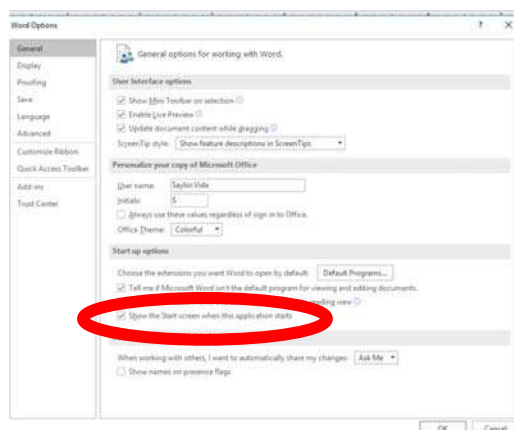 Word Options
? X
General
Display
Proofing
Save
Language
Advanced
Customize Ribbon
Quick Access Toolbar
Add-ins
Trust Center
General options for working with Word.
User Interface options
Show Mini Toolbar on selection
Enable Live Preview
Update document content while dragging
ScreenTip style: Show feature descriptions in ScreenTips
Personalize your copy of Microsoft Office
User name: Saylor.Vide
Initials: S
Always use these values regardless of sign in to Office.
Office Theme: Colorful
Start up options
Choose the extensions you want Word to open by default: Default Programs...
Tell me if Microsoft Word isn't the default program for viewing and editing documents.
reading view
Show the Start screen when this application starts
When working with others, I want to automatically share my changes: Ask Me
Show names on presence flags
OK Cancel